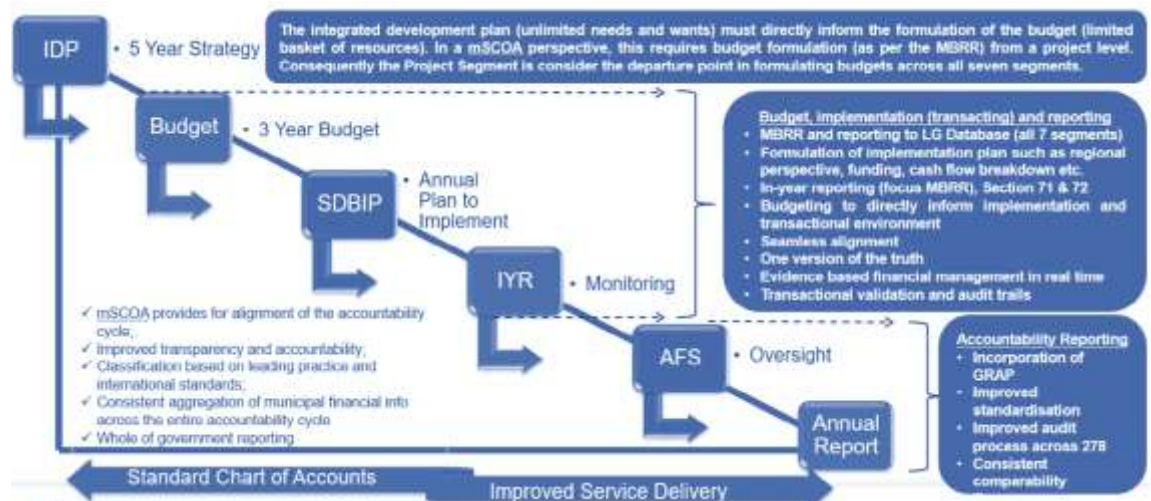 IDP
• 5 Year Strategy
The integrated development plan (unlimited needs and wants) must directly inform the formulation of the budget (limited
basket of resources). In a mSCOA perspective, this requires budget formulation (as per the MBRR) from a project level.
Consequently the Project Segment is consider the departure point in formulating budgets across all seven segments.
Budget
• 3 Year Budget
SDBIP
• Annual
Plan to
Implement
IYR
• Monitoring
AFS
• Oversight
Annual
Report
Budget, implementation (transacting) and reporting
• MBRR and reporting to LG Database (all 7 segments)
• Formulation of implementation plan such as regional
perspective, funding, cash flow breakdown etc.
• In-year reporting (focus MBRR), Section 71 & 72
• Budgeting to directly inform implementation and
transactional environment
• Seamless alignment
• One version of the truth
• Evidence based financial management in real time
• Transactional validation and audit trails
✓ mSCOA provides for alignment of the accountability
cycle;
✓ Improved transparency and accountability;
✓ Classification based on leading practice and
international standards;
✓ Consistent aggregation of municipal financial info
across the entire accountability cycle
✓ Whole of government reporting
Accountability Reporting
• Incorporation of
GRAP
• Improved
standardisation
• Improved audit
process across 278
• Consistent
comparability
Standard Chart of Accounts
Improved Service Delivery